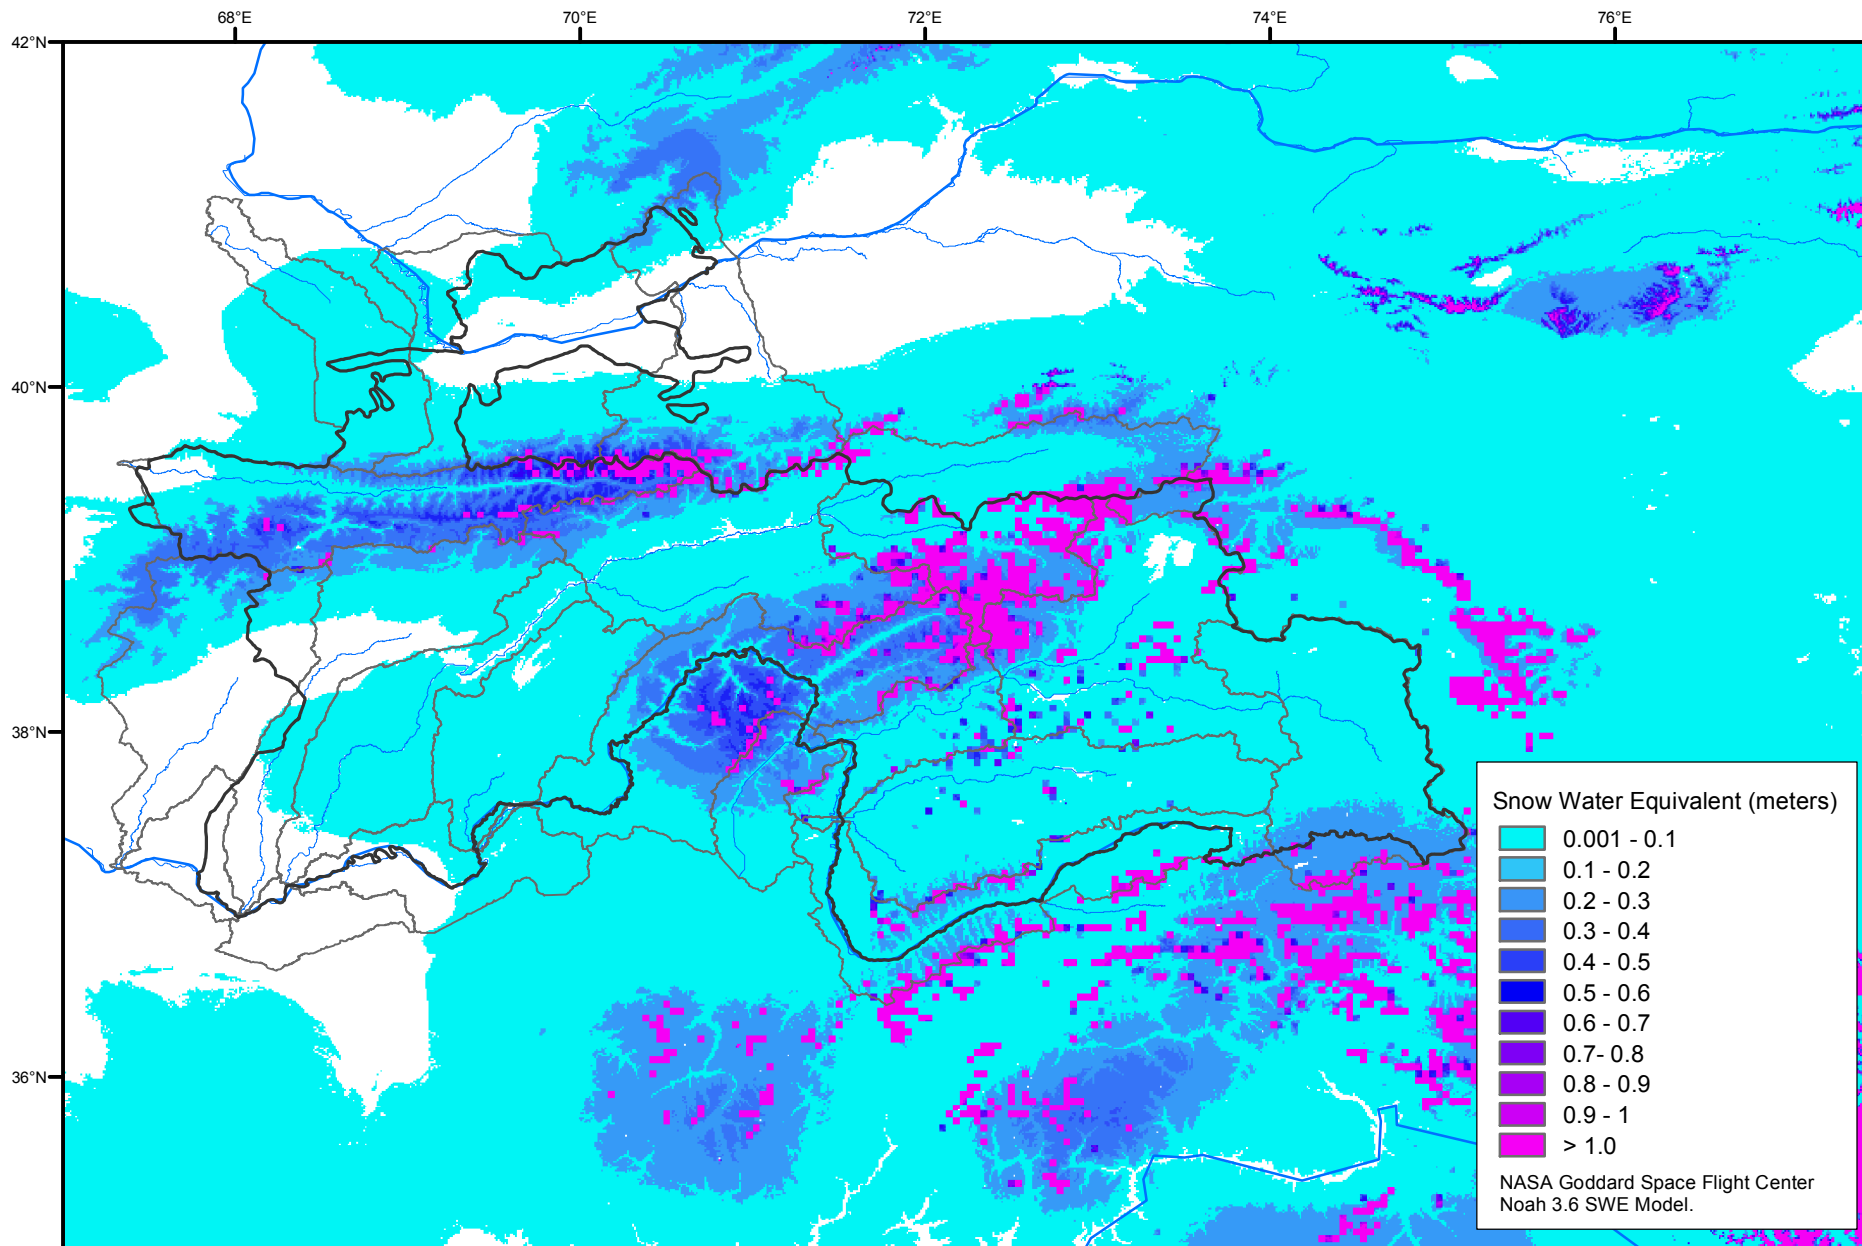 68°E 70°E 72°E 74°E 76°E
42°N
40°N
38°N
36°N
Snow Water Equivalent (meters)
0.001 - 0.1
0.1 - 0.2
0.2 - 0.3
0.3 - 0.4
0.4 - 0.5
0.5 - 0.6
0.6 - 0.7
0.7- 0.8
0.8 - 0.9
0.9 - 1
> 1.0
NASA Goddard Space Flight Center
Noah 3.6 SWE Model.